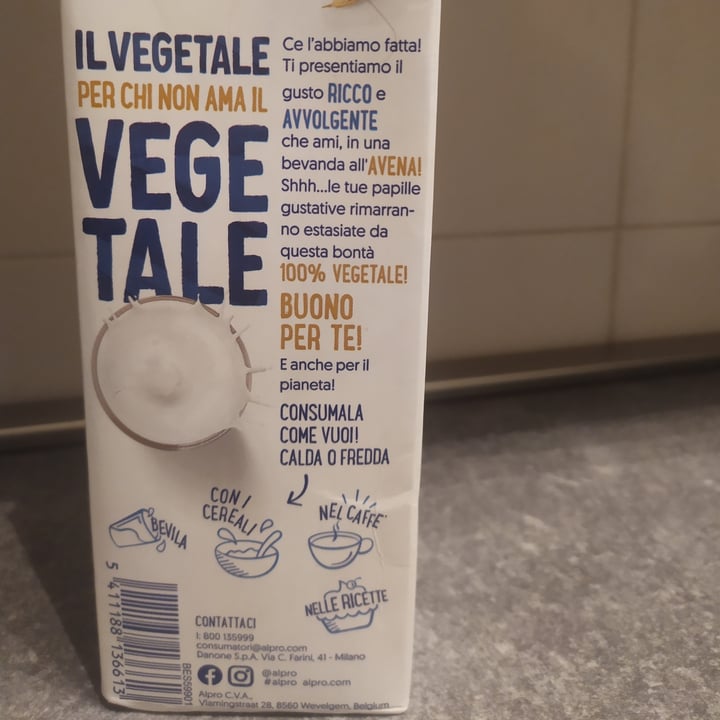 IL VEGETALE
PER CHI NON AMA IL
VEGE
TALE
Ce l'abbiamo fatta!
Ti presentiamo il
gusto RICCO e
AVVOLGENTE
che ami, in una
bevanda all'AVENA!
Shhh...le tue papille
gustative rimarran-
no estasiate da
questa bontà
100% VEGETALE!
BUONO
PER TE!
E anche per il
pianeta!
CONSUMALA
COME VUOI!
CALDA O FREDDA
BEVILA
CON I
CEREALI
NEL CAFFE'
NELLE RICETTE
5 411188 136613
BES59901
CONTATTACI
I: 800 135999
consumatori@alpro.com
Danone S.p.A. Via C. Farini, 41 - Milano
@alpro
#alpro alpro.com
Alpro C.V.A.,
Vlamingstraat 28, 8560 Wevelgem, Belgium